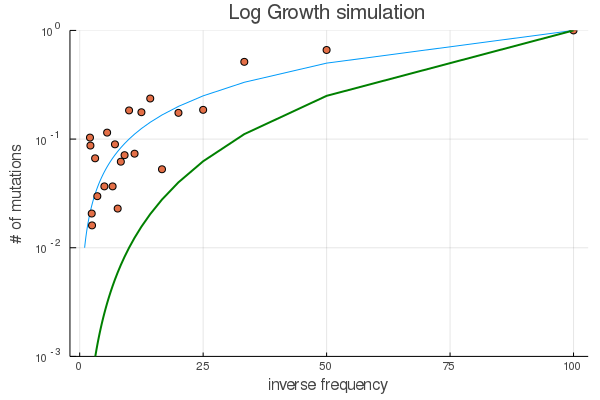 Log Growth simulation
10^0
10^-1
10^-2
10^-3
# of mutations
0 25 50 75 100
inverse frequency